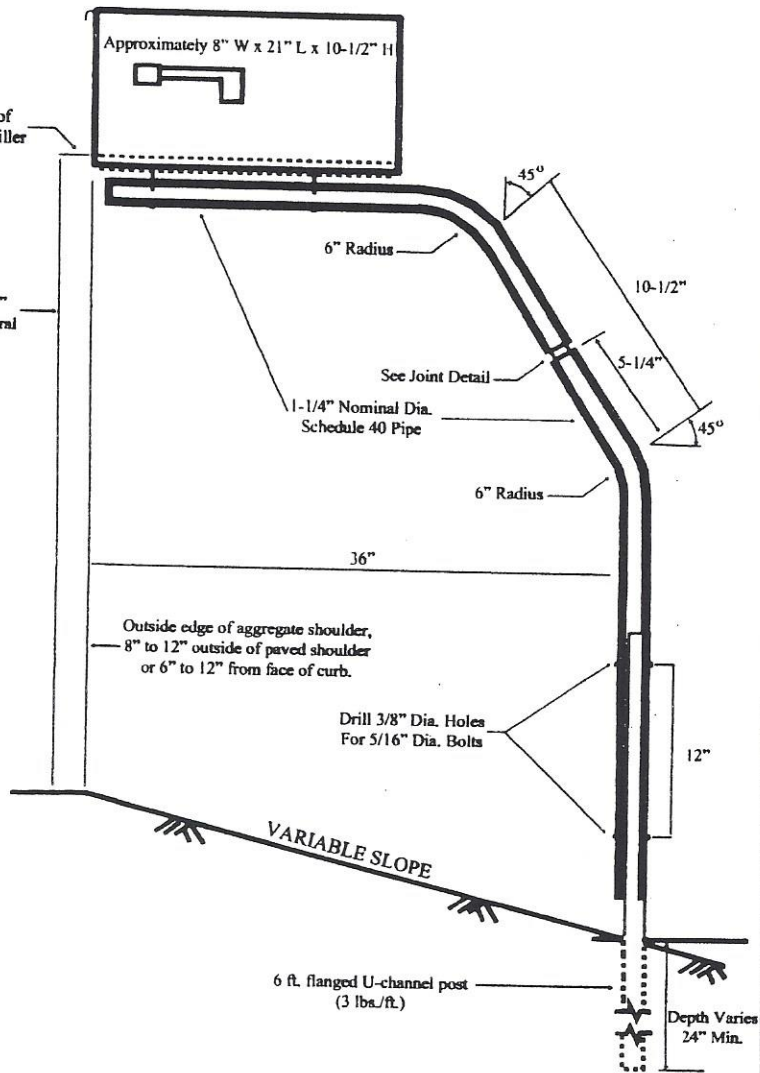 Approximately 8" W x 21" L x 10-1/2" H
of
45°
6" Radius
10-1/2"
See Joint Detail
5-1/4"
1-1/4" Nominal Dia.
Schedule 40 Pipe
45°
6" Radius
36"
Outside edge of aggregate shoulder,
8" to 12" outside of paved shoulder
or 6" to 12" from face of curb.
Drill 3/8" Dia. Holes
For 5/16" Dia. Bolts
12"
VARIABLE SLOPE
6 ft. flanged U-channel post
(3 lbs./ft.)
Depth Varies
24" Min.